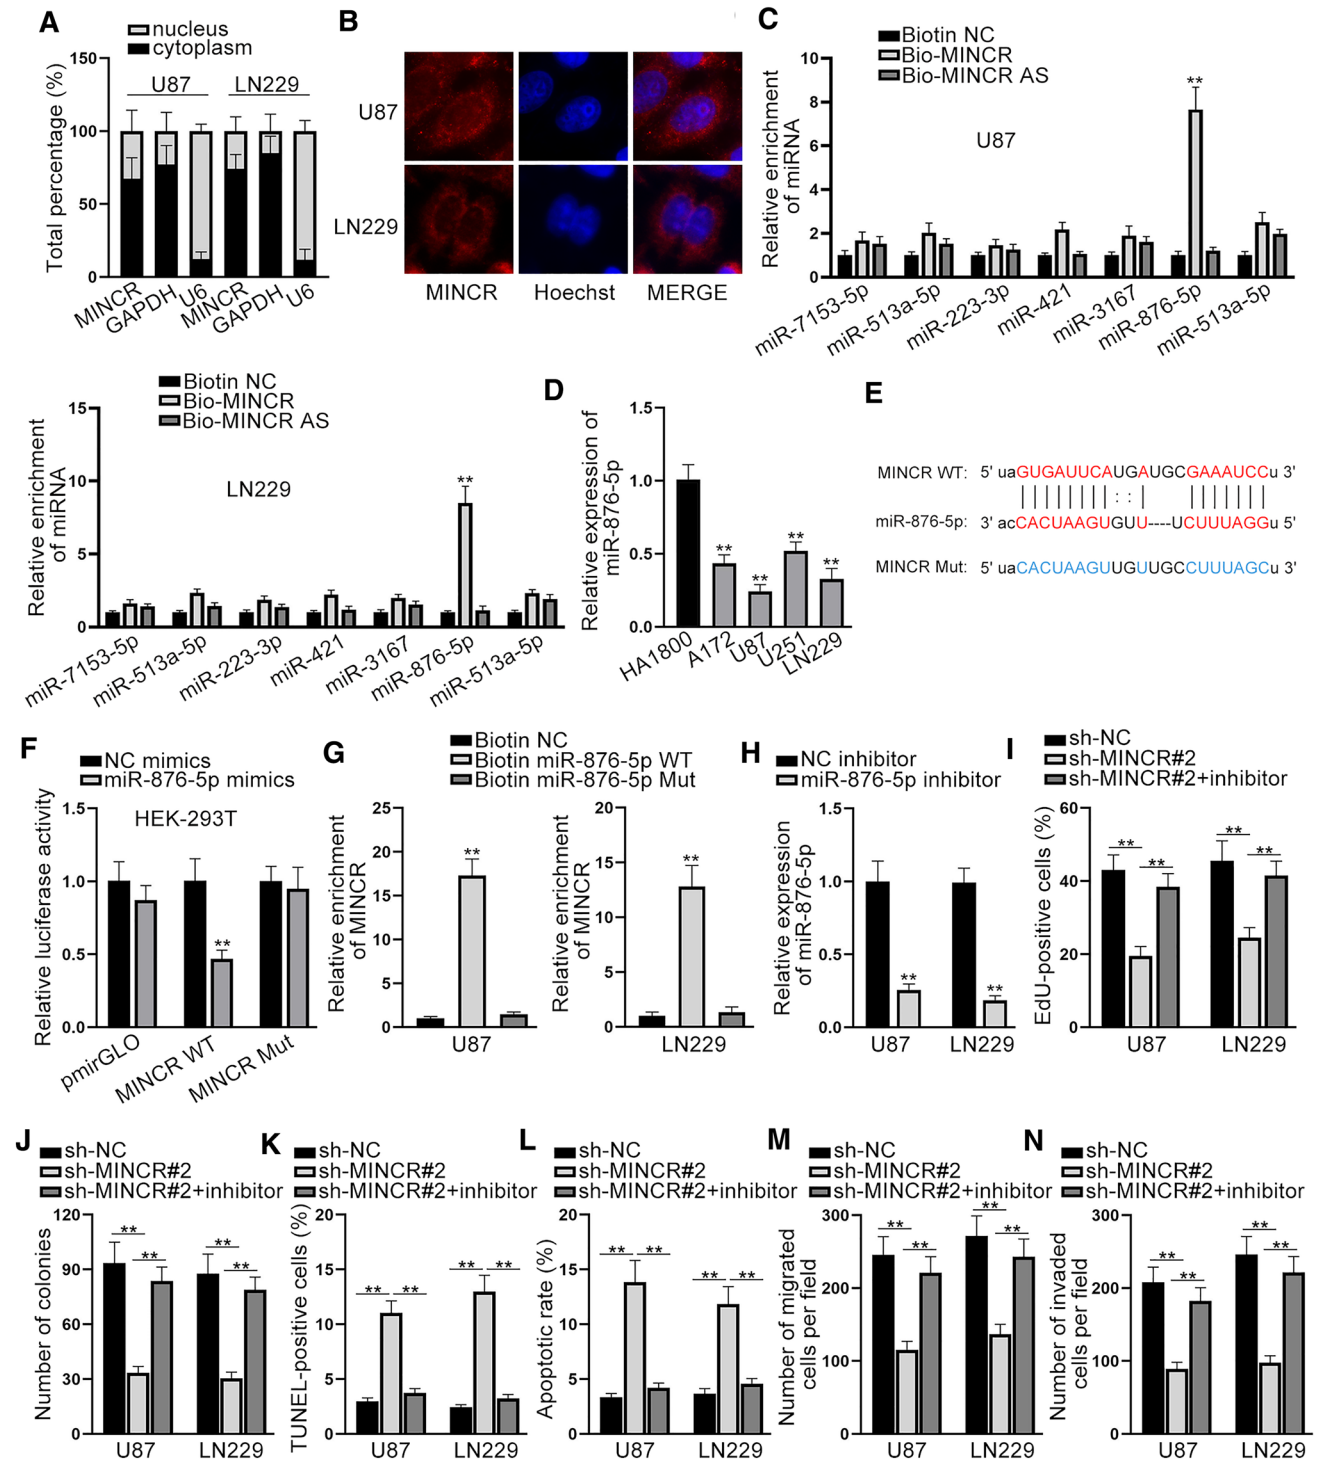 A
nucleus
cytoplasm
Total percentage (%)
150
100
50
0
U87
LN229
MINCR
GAPDH
U6
MINCR
GAPDH
U6
B
U87
LN229
MINCR
Hoechst
MERGE
C
Biotin NC
Bio-MINCR
Bio-MINCR AS
Relative enrichment
of miRNA
10
8
6
4
2
0
U87
**
miR-7153-5p
miR-513a-5p
miR-223-3p
miR-421
miR-3167
miR-876-5p
miR-513a-5p
Biotin NC
Bio-MINCR
Bio-MINCR AS
Relative enrichment
of miRNA
15
10
5
0
LN229
**
miR-7153-5p
miR-513a-5p
miR-223-3p
miR-421
miR-3167
miR-876-5p
miR-513a-5p
D
Relative expression of
miR-876-5p
1.5
1.0
0.5
0.0
**
**
**
**
HA1800
A172
U87
U251
LN229
E
MINCR WT: 5' uaGUGAUUCAUGAUGCGAAAUCCu 3'
||||||||::| |||||||
miR-876-5p: 3' acCACUAAGUGUU----UCUUUAGGu 5'
MINCR Mut: 5' uaCACUAAGUUGUUGCCUUUAGCu 3'
F
NC mimics
miR-876-5p mimics
Relative luciferase activity
1.5
1.0
0.5
0.0
HEK-293T
**
pmirGLO
MINCR WT
MINCR Mut
G
Biotin NC
Biotin miR-876-5p WT
Biotin miR-876-5p Mut
Relative enrichment
of MINCR
25
20
15
10
5
0
**
U87
Relative enrichment
of MINCR
20
15
10
5
0
**
LN229
H
NC inhibitor
miR-876-5p inhibitor
Relative expression
of miR-876-5p
1.5
1.0
0.5
0.0
**
**
U87
LN229
I
sh-NC
sh-MINCR#2
sh-MINCR#2+inhibitor
EdU-positive cells (%)
60
40
20
0
**
**
**
**
U87
LN229
J
sh-NC
sh-MINCR#2
sh-MINCR#2+inhibitor
Number of colonies
120
90
60
30
0
**
**
**
**
U87
LN229
K
sh-NC
sh-MINCR#2
sh-MINCR#2+inhibitor
TUNEL-positive cells (%)
20
15
10
5
0
**
**
**
**
U87
LN229
L
sh-NC
sh-MINCR#2
sh-MINCR#2+inhibitor
Apoptotic rate (%)
20
15
10
5
0
**
**
**
**
U87
LN229
M
sh-NC
sh-MINCR#2
sh-MINCR#2+inhibitor
Number of migrated
cells per field
300
200
100
0
**
**
**
**
U87
LN229
N
sh-NC
sh-MINCR#2
sh-MINCR#2+inhibitor
Number of invaded
cells per field
300
200
100
0
**
**
**
**
U87
LN229